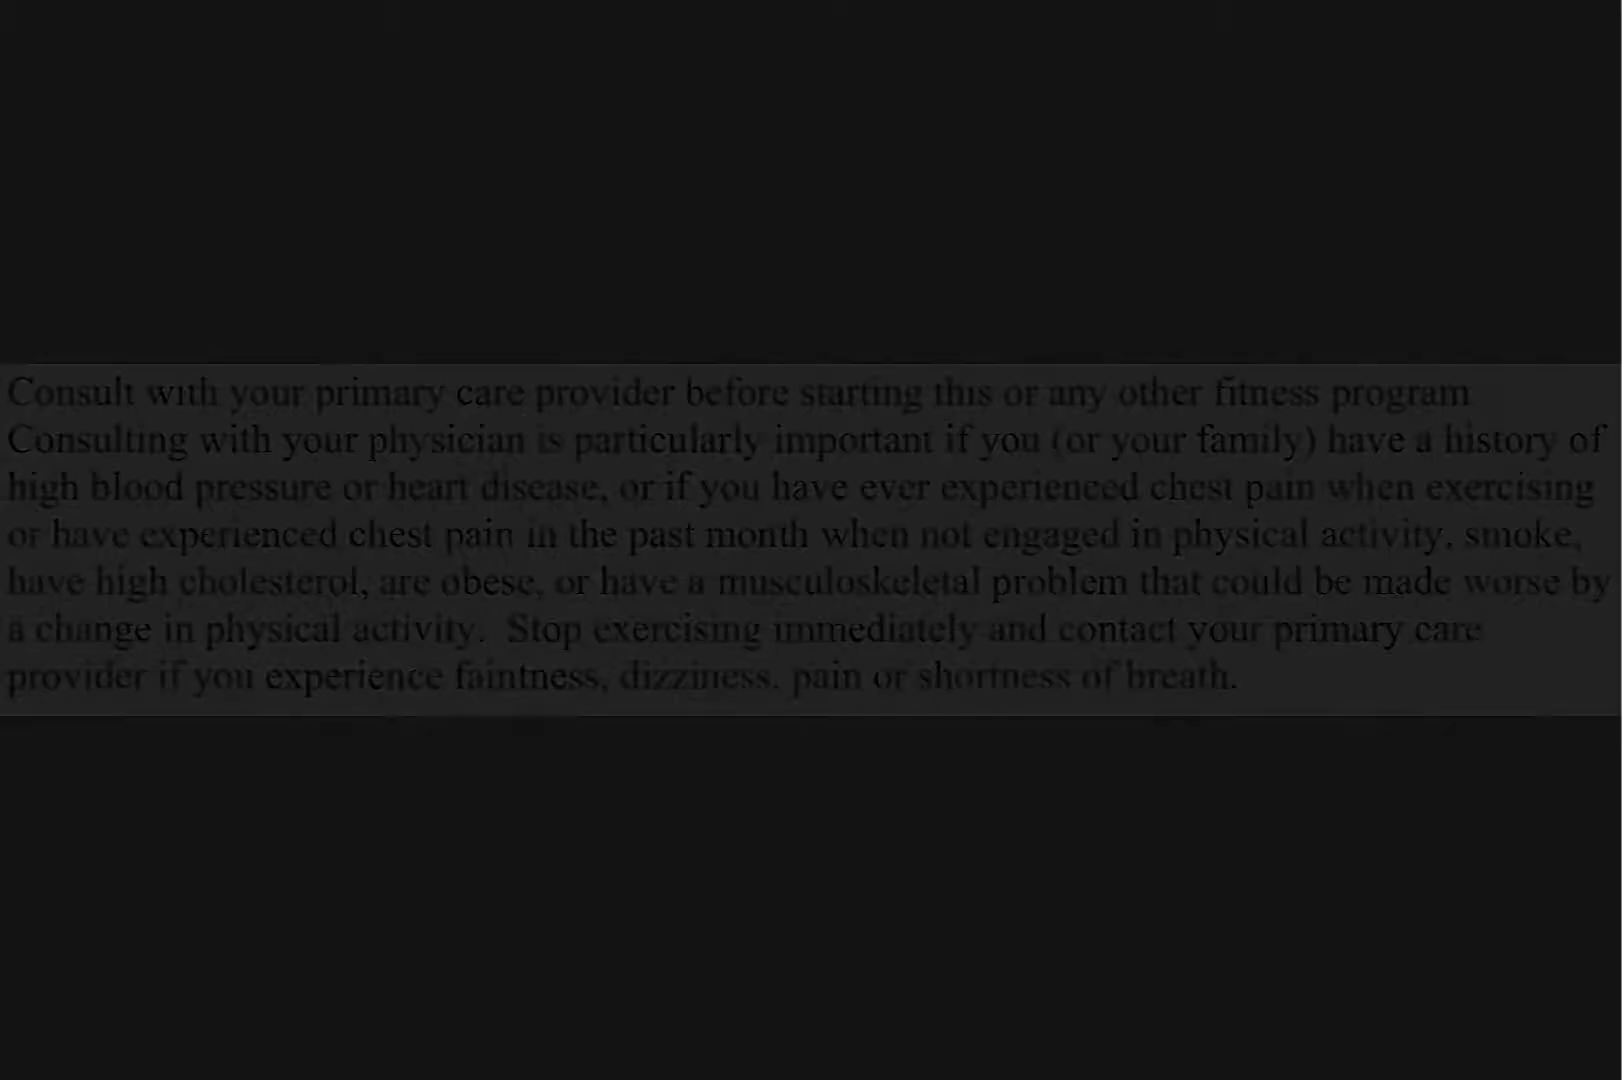 Consult with your primary care provider before starting this or any other fitness program
Consulting with your physician is particularly important if you (or your family) have a history of
high blood pressure or heart disease, or if you have ever experienced chest pain when exercising
or have experienced chest pain in the past month when not engaged in physical activity, smoke,
have high cholesterol, are obese, or have a musculoskeletal problem that could be made worse by
a change in physical activity. Stop exercising immediately and contact your primary care
provider if you experience faintness, dizziness, pain or shortness of breath.